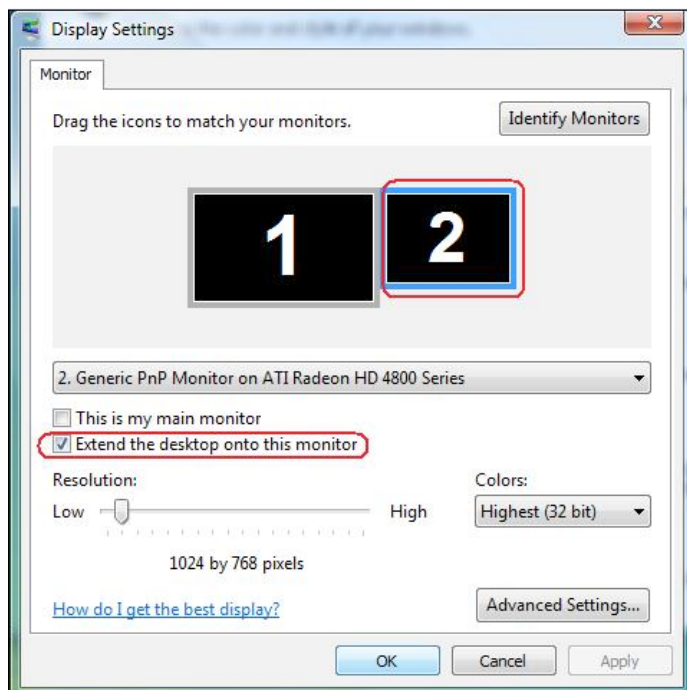 Display Settings
Monitor
Drag the icons to match your monitors.
Identify Monitors
1
2
2. Generic PnP Monitor on ATI Radeon HD 4800 Series
This is my main monitor
Extend the desktop onto this monitor
Resolution:
Colors:
Low
High
Highest (32 bit)
1024 by 768 pixels
How do I get the best display?
Advanced Settings...
OK
Cancel
Apply